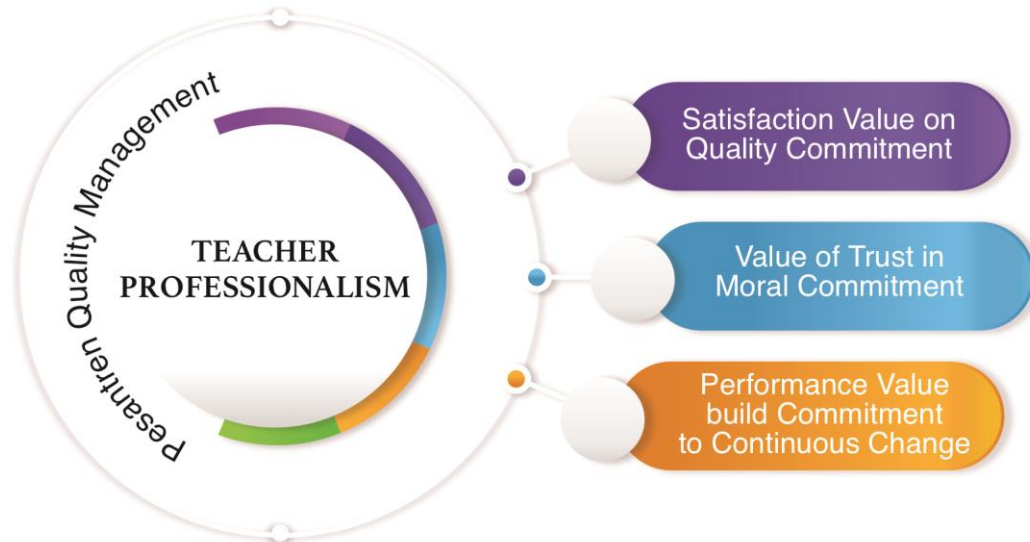 Pesantren Quality Management
TEACHER
PROFESSIONALISM
Satisfaction Value on
Quality Commitment
Value of Trust in
Moral Commitment
Performance Value
build Commitment
to Continuous Change